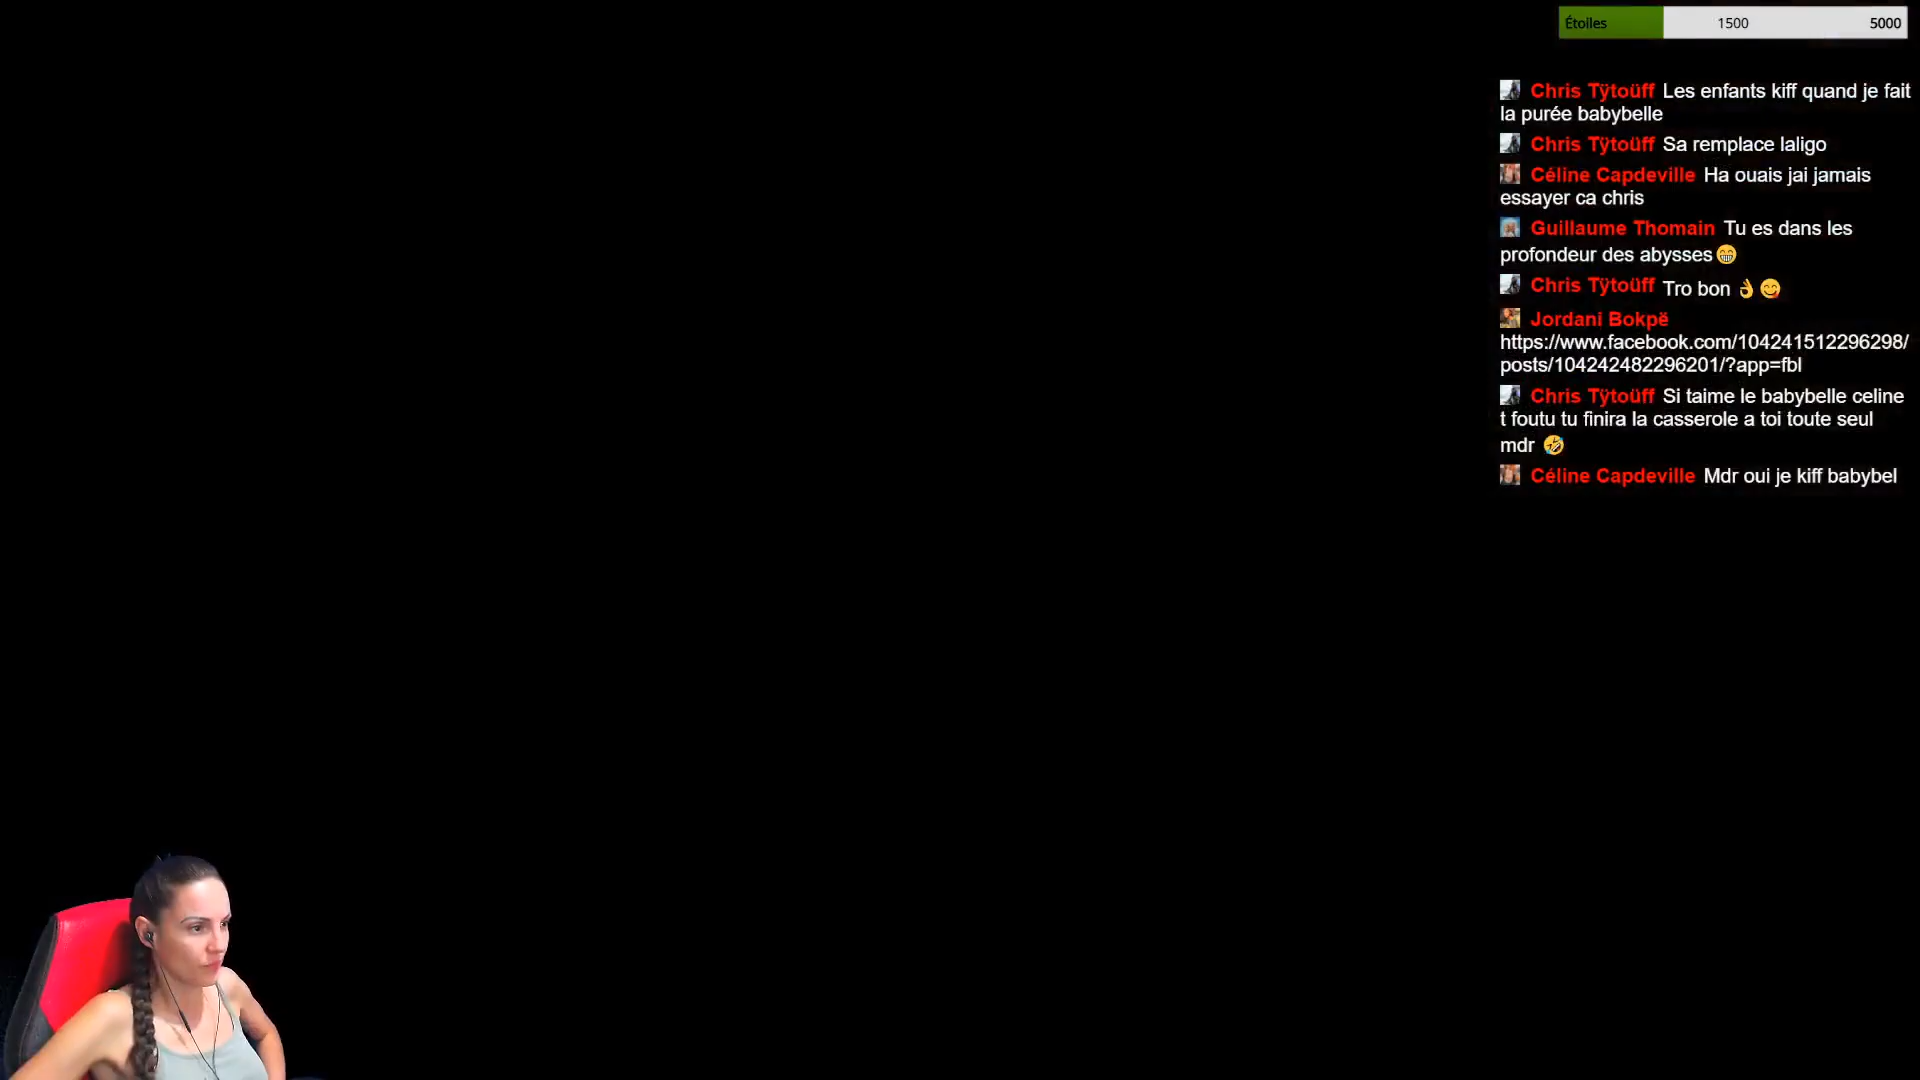 Étoiles 1500 5000
Chris Tÿtoüff Les enfants kiff quand je fait
la purée babybelle
Chris Tÿtoüff Sa remplace laligo
Céline Capdeville Ha ouais jai jamais
essayer ca chris
Guillaume Thomain Tu es dans les
profondeur des abysses😁
Chris Tÿtoüff Tro bon 👌😋
Jordani Bokpë
https://www.facebook.com/104241512296298/
posts/104242482296201/?app=fbl
Chris Tÿtoüff Si taime le babybelle celine
t foutu tu finira la casserole a toi toute seul
mdr 🤣
Céline Capdeville Mdr oui je kiff babybel